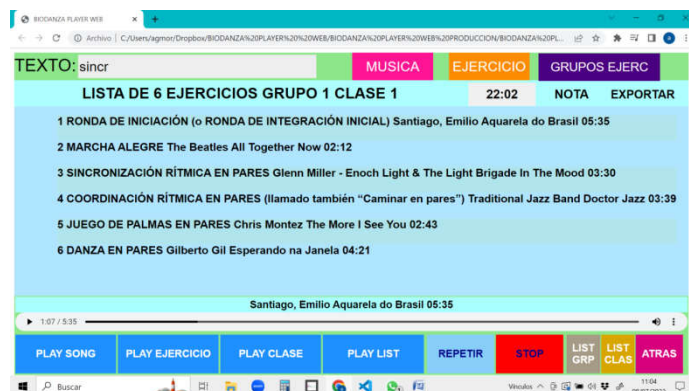 BIODANZA PLAYER WEB
Archivo | C:/Users/agmor/Dropbox/BIODANZA%20PLAYER%20%20WEB/BIODANZA%20PLAYER%20WEB%20PRODUCCION/BIODANZA%20PL...
TEXTO: sincr MUSICA EJERCICIO GRUPOS EJERC
LISTA DE 6 EJERCICIOS GRUPO 1 CLASE 1 22:02 NOTA EXPORTAR
1 RONDA DE INICIACIÓN (o RONDA DE INTEGRACIÓN INICIAL) Santiago, Emilio Aquarela do Brasil 05:35
2 MARCHA ALEGRE The Beatles All Together Now 02:12
3 SINCRONIZACIÓN RÍTMICA EN PARES Glenn Miller - Enoch Light & The Light Brigade In The Mood 03:30
4 COORDINACIÓN RÍTMICA EN PARES (llamado también “Caminar en pares”) Traditional Jazz Band Doctor Jazz 03:39
5 JUEGO DE PALMAS EN PARES Chris Montez The More I See You 02:43
6 DANZA EN PARES Gilberto Gil Esperando na Janela 04:21
Santiago, Emilio Aquarela do Brasil 05:35
1:07 / 5:35
PLAY SONG PLAY EJERCICIO PLAY CLASE PLAY LIST REPETIR STOP LIST GRP LIST CLAS ATRAS
Buscar Vinculos 11:04